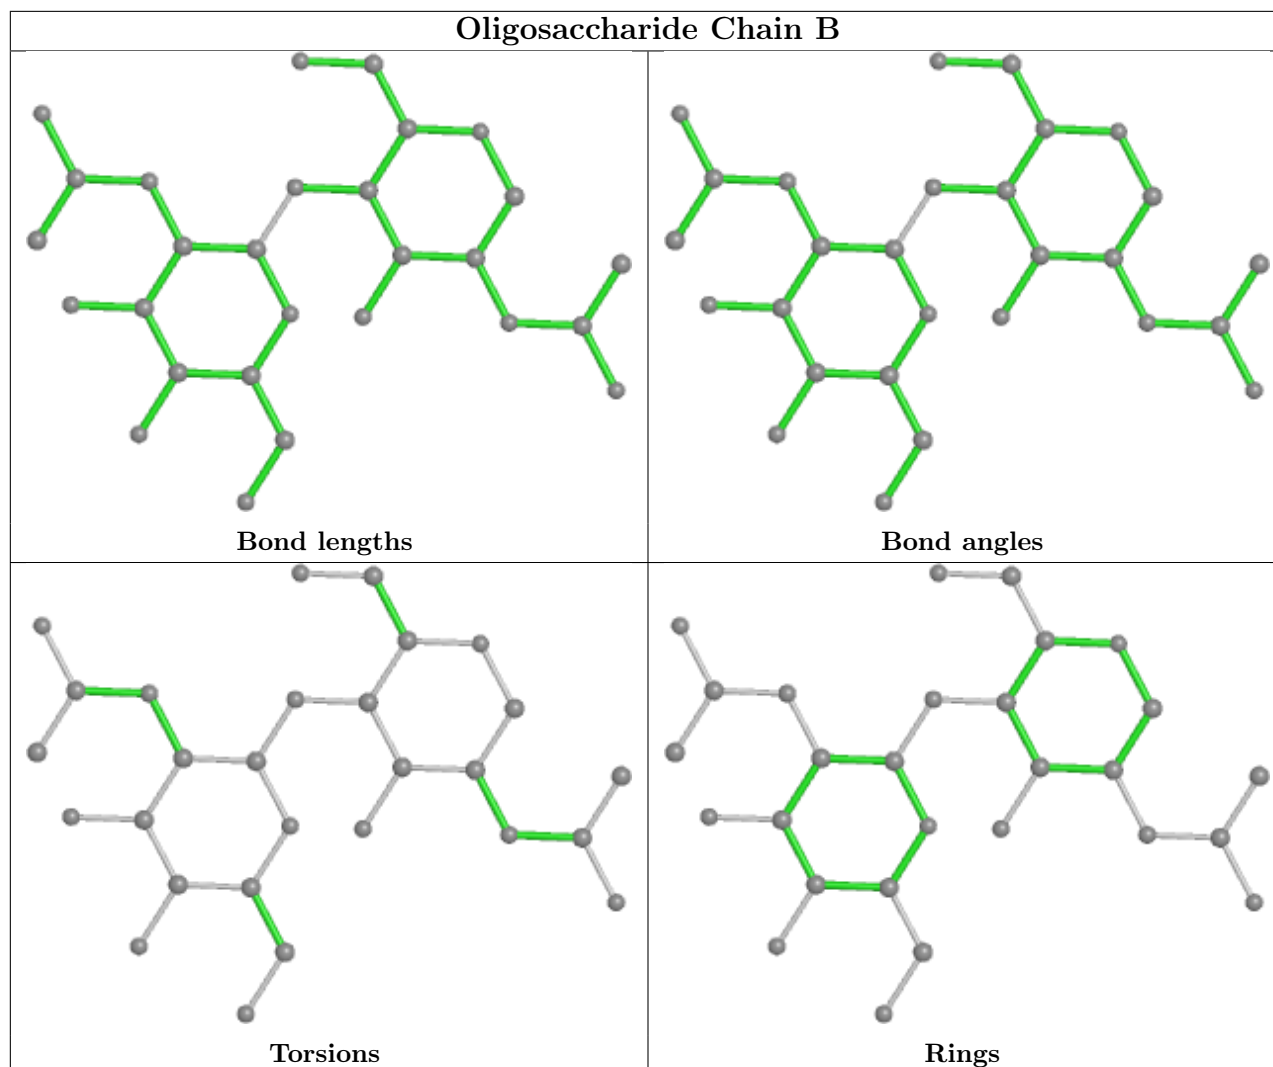 Oligosaccharide Chain B
Bond lengths
Bond angles
Torsions
Rings